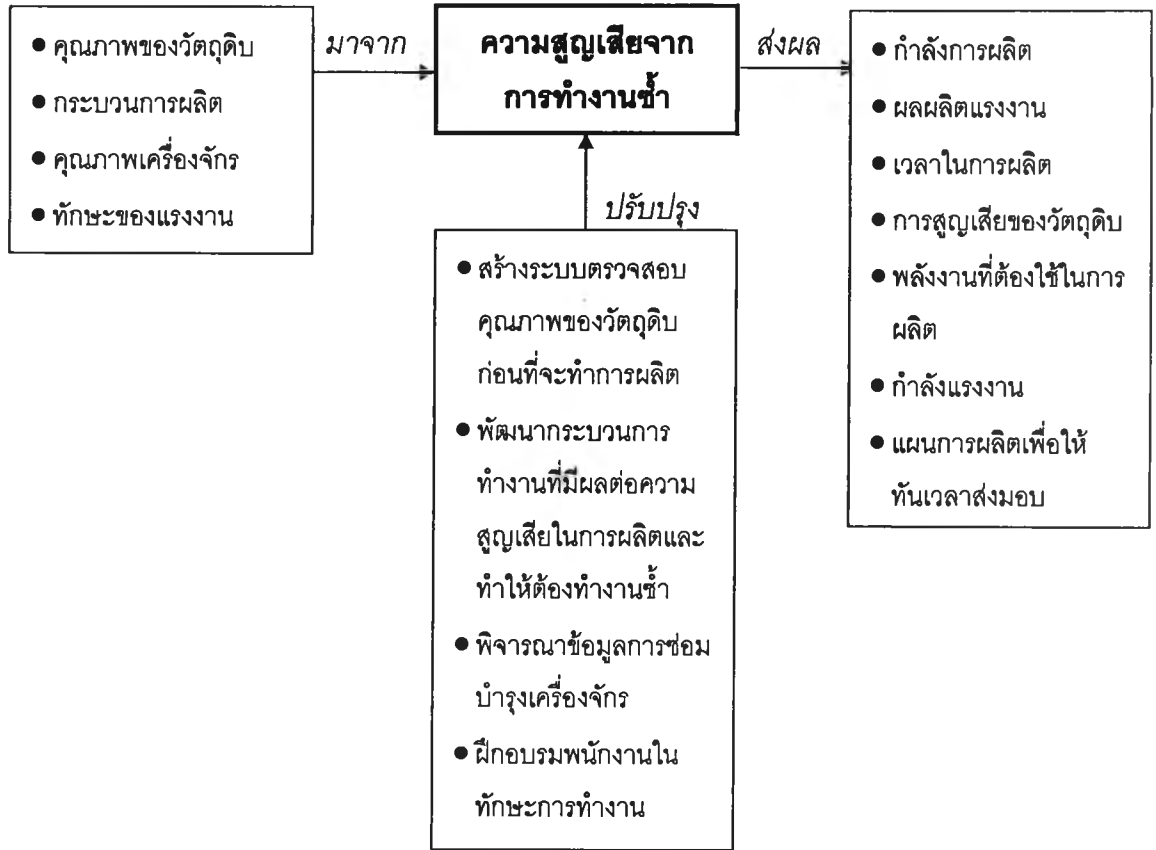 ● คุณภาพของวัตถุดิบ
● กระบวนการผลิต
● คุณภาพเครื่องจักร
● ทักษะของแรงงาน
มาจาก
ความสูญเสียจาก
การทำงานซ้ำ
ส่งผล
● กำลังการผลิต
● ผลผลิตแรงงาน
● เวลาในการผลิต
● การสูญเสียของวัตถุดิบ
● พลังงานที่ต้องใช้ในการ
ผลิต
● กำลังแรงงาน
● แผนการผลิตเพื่อให้
ทันเวลาส่งมอบ
ปรับปรุง
● สร้างระบบตรวจสอบ
คุณภาพของวัตถุดิบ
ก่อนที่จะทำการผลิต
● พัฒนากระบวนการ
ทำงานที่มีผลต่อความ
สูญเสียในการผลิตและ
ทำให้ต้องทำงานซ้ำ
● พิจารณาข้อมูลการซ่อม
บำรุงเครื่องจักร
● ฝึกอบรมพนักงานใน
ทักษะการทำงาน